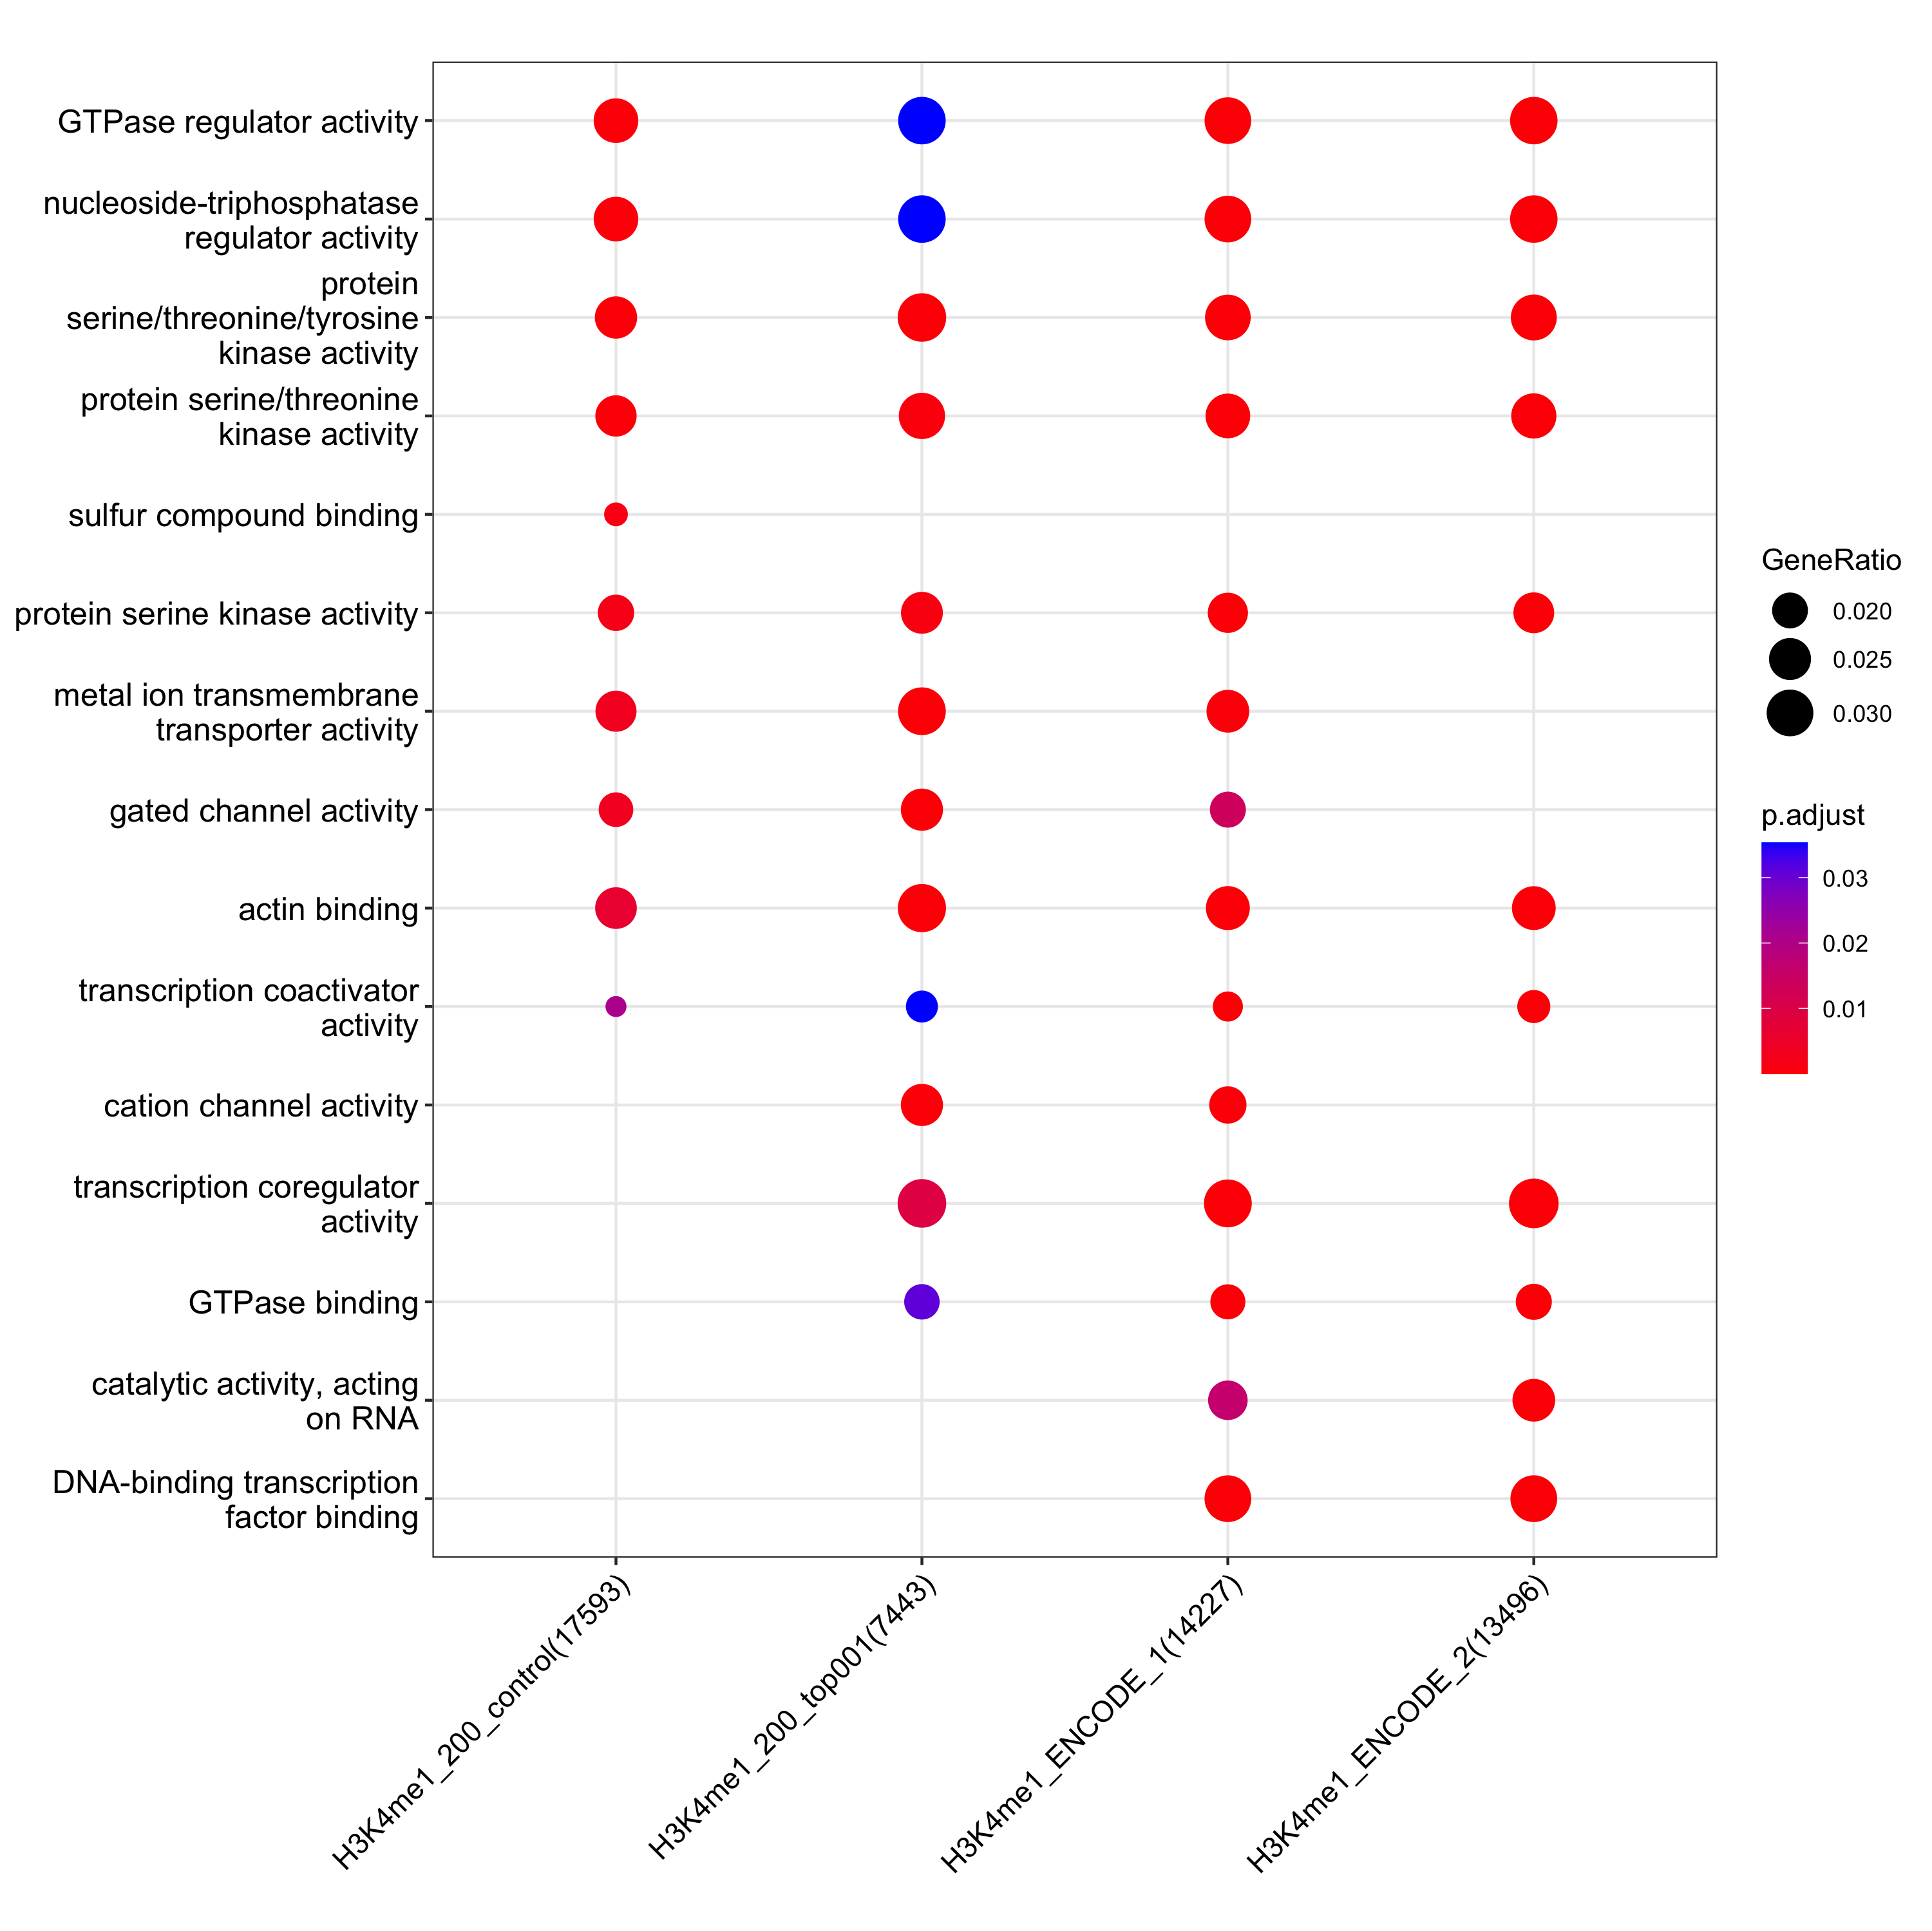 GTPase regulator activity
nucleoside-triphosphatase
regulator activity
protein
serine/threonine/tyrosine
kinase activity
protein serine/threonine
kinase activity
sulfur compound binding
protein serine kinase activity
metal ion transmembrane
transporter activity
gated channel activity
actin binding
transcription coactivator
activity
cation channel activity
transcription coregulator
activity
GTPase binding
catalytic activity, acting
on RNA
DNA-binding transcription
factor binding
H3K4me1_200_control(17593)
H3K4me1_200_top001(7443)
H3K4me1_ENCODE_1(14227)
H3K4me1_ENCODE_2(13496)
GeneRatio
0.020
0.025
0.030
p.adjust
0.03
0.02
0.01